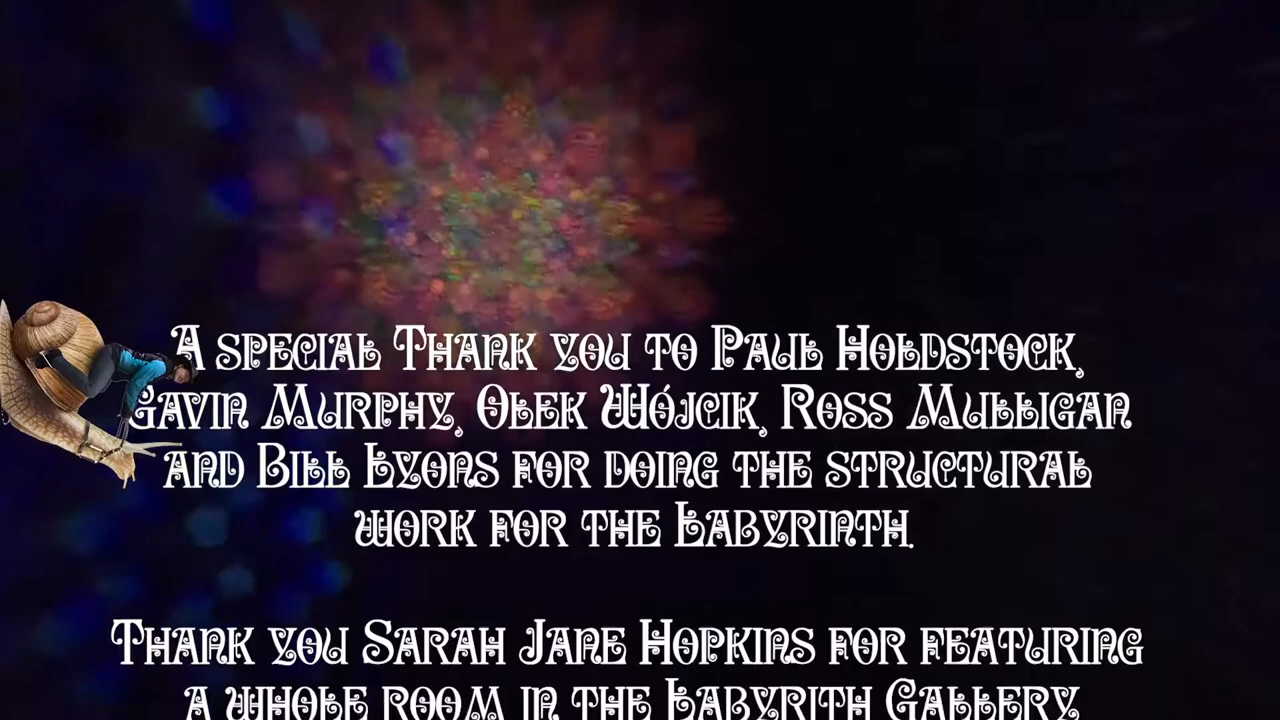 A special Thank you to Paul Holdstock,
Gavin Murphy, Olek Wójcik, Ross Mulligan
and Bill Lyons for doing the structural
work for the Labyrinth.
Thank you Sarah Jane Hopkins for featuring
a whole room in the Labyrith Gallery